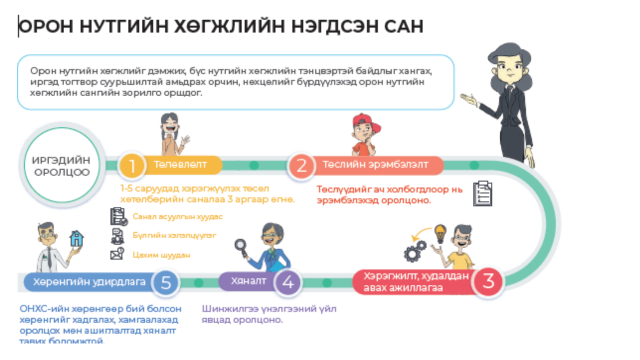 ОРОН НУТГИЙН ХӨГЖЛИЙН НЭГДСЭН САН
Орон нутгийн хөгжлийг дэмжих, бүс нутгийн хөгжлийн тэнцвэртэй байдлыг хангах,
иргэд тогтвор суурьшилтай амьдрах орчин, нөхцөлийг бүрдүүлэхэд орон нутгийн
хөгжлийн сангийн зорилго оршдог.
ИРГЭДИЙН
ОРОЛЦОО
1
Төлөвлөлт
2
Төслийн эрэмбэлэлт
1-5 саруудад хэрэгжүүлэх төсөл
хөтөлбөрийн саналаа 3 аргаар өгнө.
Санал асуулгын хуудас
Бүлгийн хэлэлцүүлэг
Цахим шуудан
Төслүүдийг ач холбогдлоор нь
эрэмбэлэхэд оролцоно.
Хөрөнгийн удирдлага
5
Хяналт
4
Хэрэгжилт, худалдан
авах ажиллагаа
3
ОНХС-ийн хөрөнгөөр бий болсон
хөрөнгийг хадгалах, хамгаалахад
оролцох мөн ашиглалтад хяналт
тавих боломжтой
Шинжилгээ үнэлгээний үйл
явцад оролцоно.